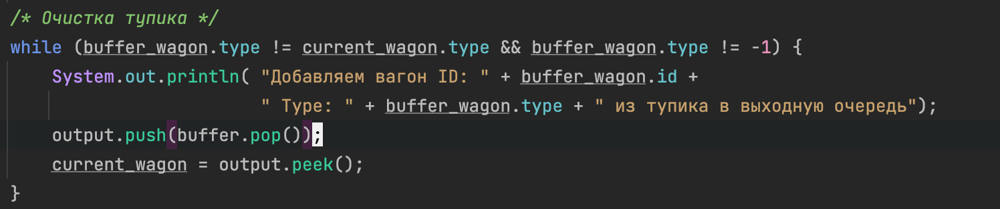 /* Очистка тупика */
while (buffer_wagon.type != current_wagon.type && buffer_wagon.type != -1) {
    System.out.println( "Добавляем вагон ID: " + buffer_wagon.id +
                        " Type: " + buffer_wagon.type + " из тупика в выходную очередь");
    output.push(buffer.pop());
    current_wagon = output.peek();
}